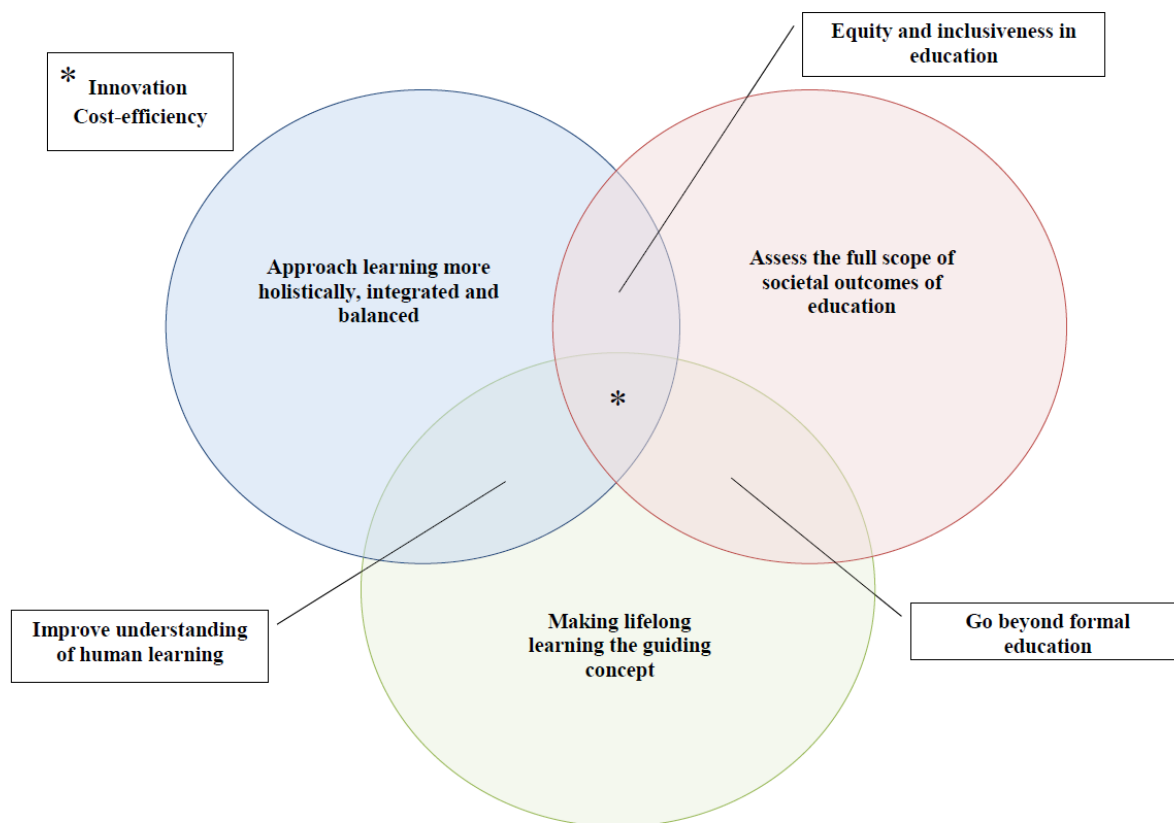 Equity and inclusiveness in
education
*
Innovation
Cost-efficiency
Approach learning more
holistically, integrated and
balanced
Assess the full scope of
societal outcomes of
education
*
Improve understanding
of human learning
Making lifelong
learning the guiding
concept
Go beyond formal
education